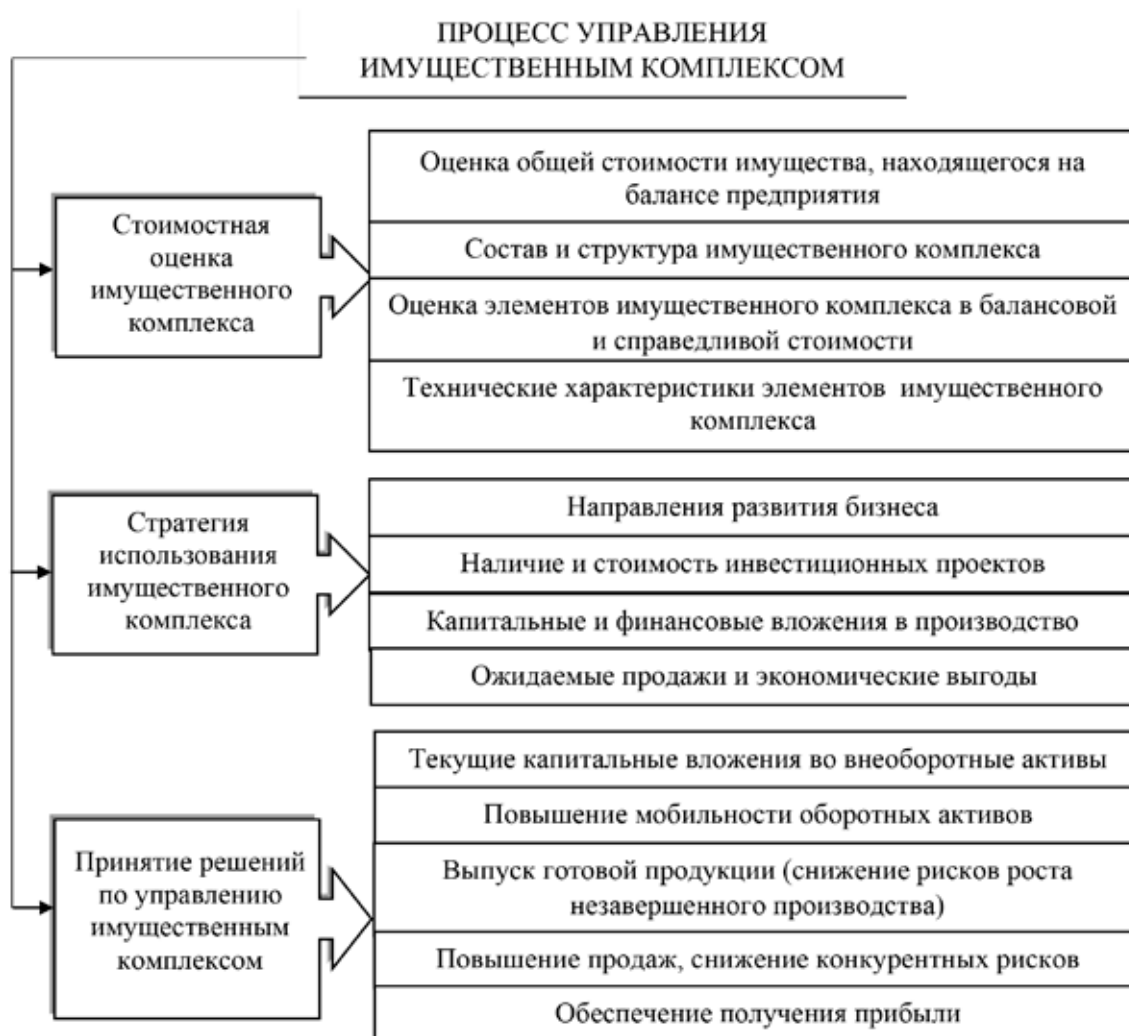 ПРОЦЕСС УПРАВЛЕНИЯ
ИМУЩЕСТВЕННЫМ КОМПЛЕКСОМ
Стоимостная
оценка
имущественного
комплекса
Оценка общей стоимости имущества, находящегося на
балансе предприятия
Состав и структура имущественного комплекса
Оценка элементов имущественного комплекса в балансовой
и справедливой стоимости
Технические характеристики элементов имущественного
комплекса
Стратегия
использования
имущественного
комплекса
Направления развития бизнеса
Наличие и стоимость инвестиционных проектов
Капитальные и финансовые вложения в производство
Ожидаемые продажи и экономические выгоды
Принятие решений
по управлению
имущественным
комплексом
Текущие капитальные вложения во внеоборотные активы
Повышение мобильности оборотных активов
Выпуск готовой продукции (снижение рисков роста
незавершенного производства)
Повышение продаж, снижение конкурентных рисков
Обеспечение получения прибыли